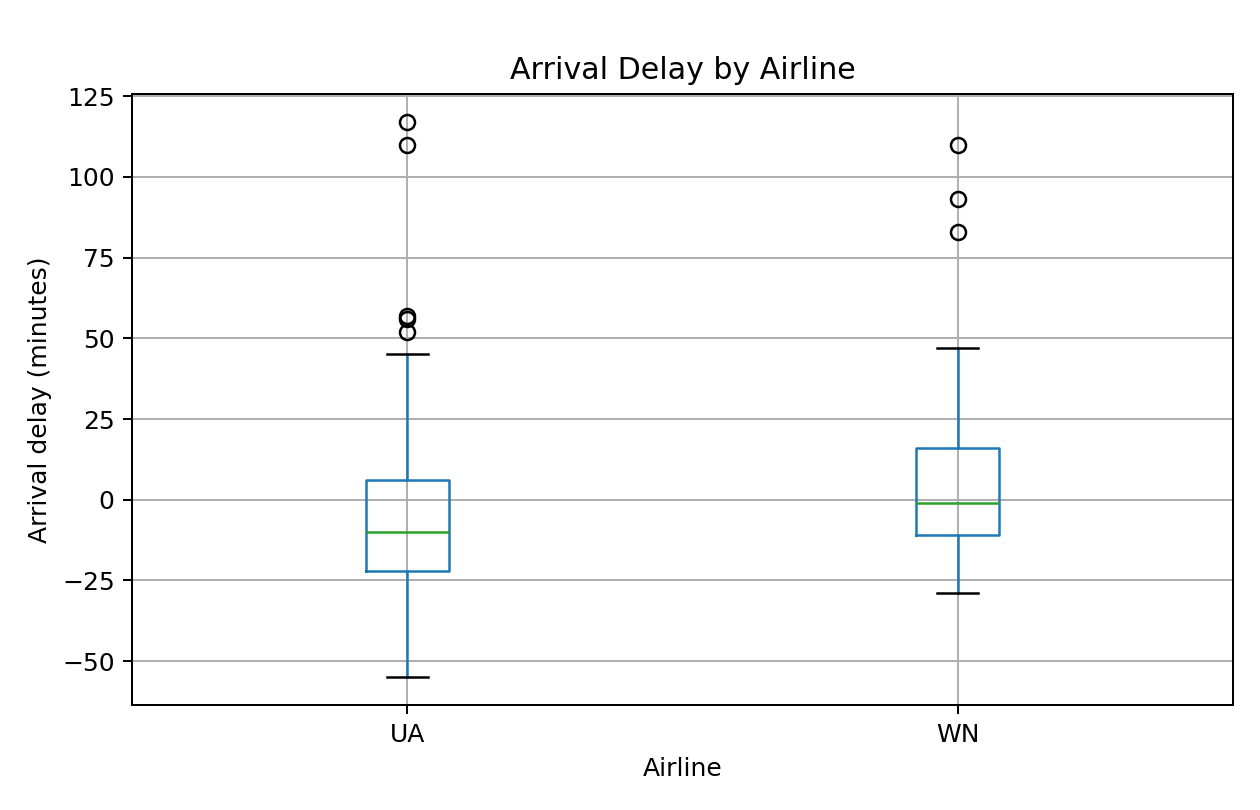 Arrival Delay by Airline
125
100
75
50
25
0
−25
−50
Arrival delay (minutes)
UA
WN
Airline